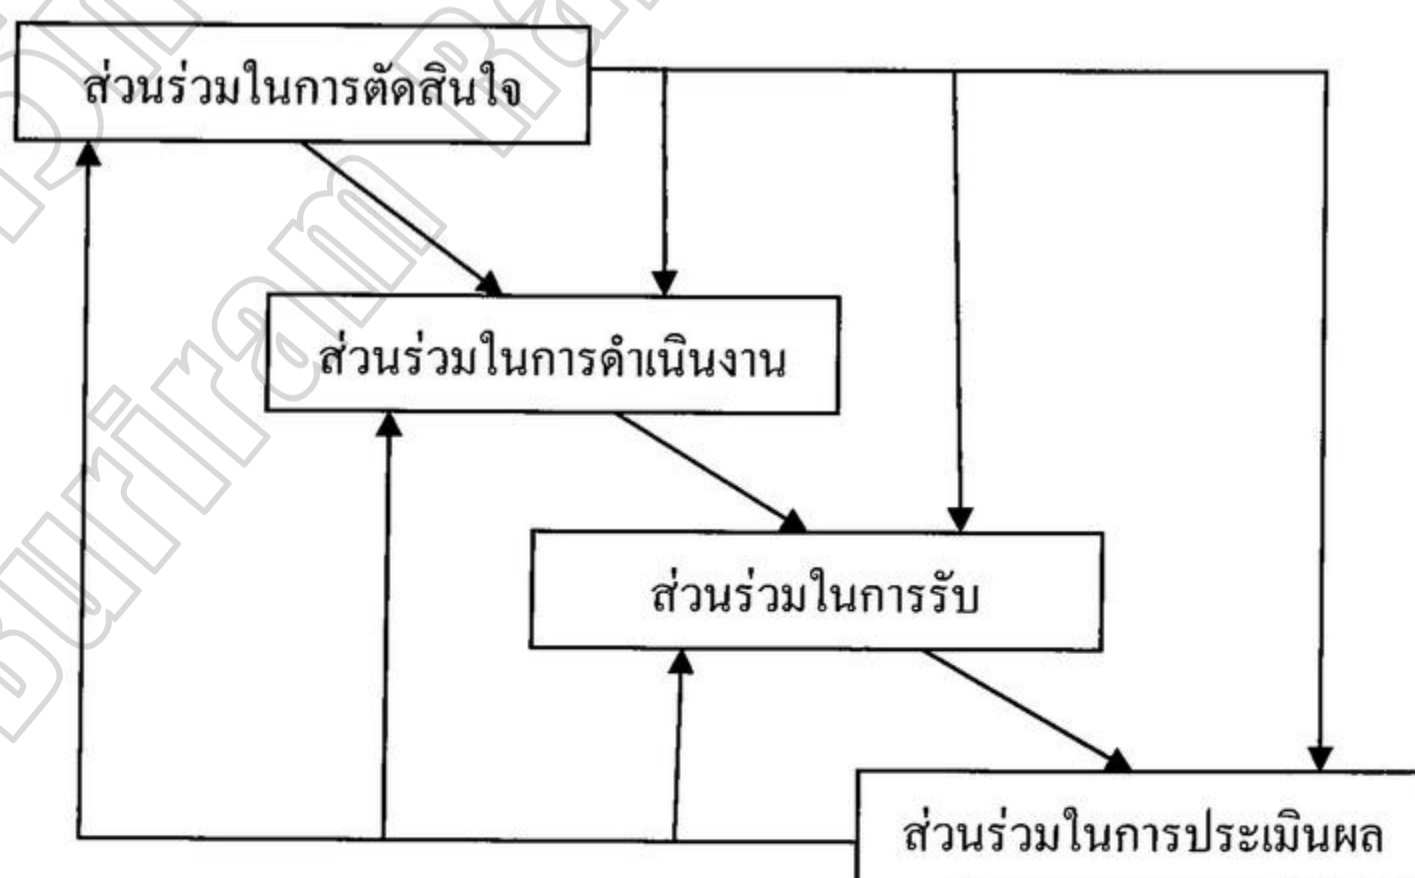 ส่วนร่วมในการตัดสินใจ
ส่วนร่วมในการดำเนินงาน
ส่วนร่วมในการรับ
ส่วนร่วมในการประเมินผล
Buriram Ra